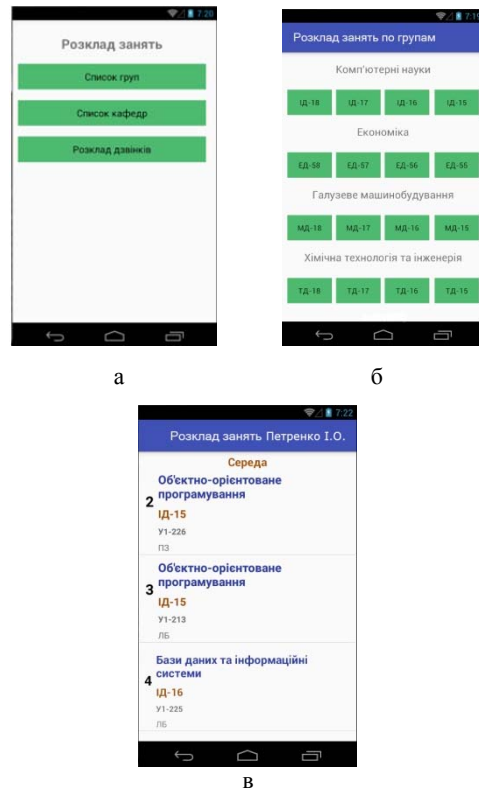 7:20
Розклад занять
Список груп
Список кафедр
Розклад дзвінків
а
7:19
Розклад занять по групам
Комп'ютерні науки
ІД-18 ІД-17 ІД-16 ІД-15
Економіка
ЕД-58 ЕД-57 ЕД-56 ЕД-55
Галузеве машинобудування
МД-18 МД-17 МД-16 МД-15
Хімічна технологія та інженерія
ТД-18 ТД-17 ТД-16 ТД-15
б
7:22
Розклад занять Петренко І.О.
Середа
2
Об'єктно-орієнтоване
програмування
ІД-15
У1-226
ПЗ
3
Об'єктно-орієнтоване
програмування
ІД-15
У1-213
ЛБ
4
Бази даних та інформаційні
системи
ІД-16
У1-225
ЛБ
в